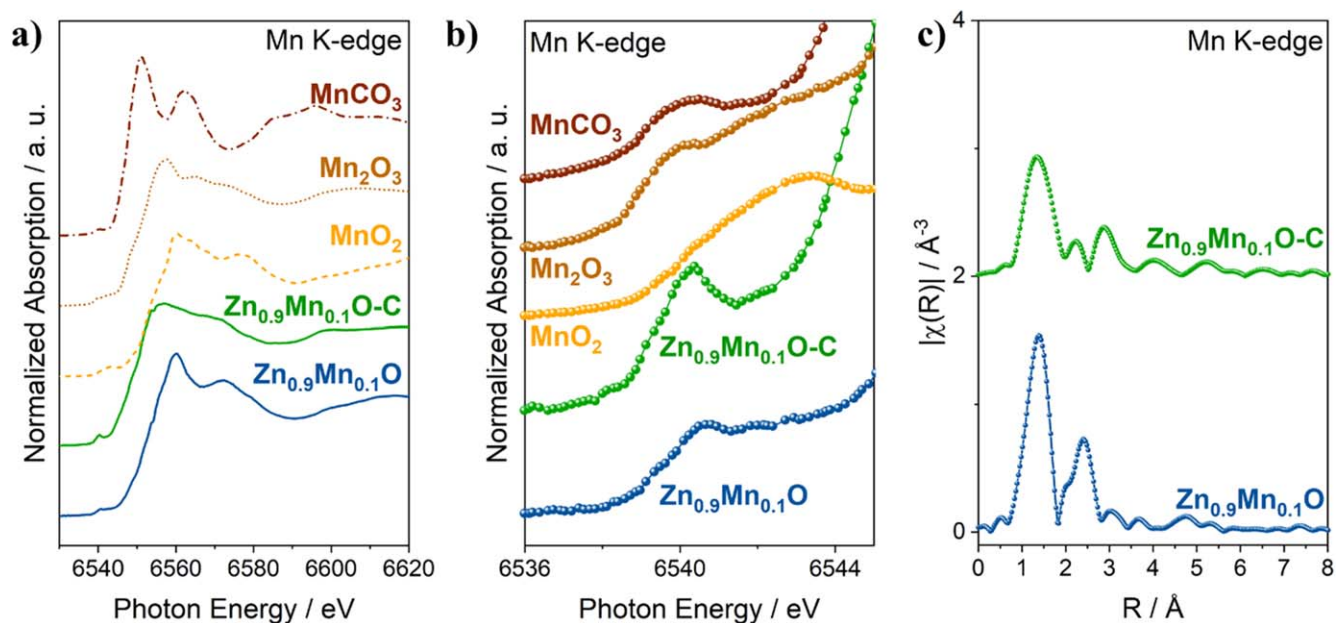 a)
Mn K-edge
MnCO₃
Mn₂O₃
MnO₂
Zn₀.₉Mn₀.₁O-C
Zn₀.₉Mn₀.₁O
Normalized Absorption / a. u.
6540 6560 6580 6600 6620
Photon Energy / eV
b)
Mn K-edge
MnCO₃
Mn₂O₃
MnO₂
Zn₀.₉Mn₀.₁O-C
Zn₀.₉Mn₀.₁O
Normalized Absorption / a. u.
6536 6540 6544
Photon Energy / eV
c)
Mn K-edge
4
Zn₀.₉Mn₀.₁O-C
2
Zn₀.₉Mn₀.₁O
0
|χ(R)| / Å⁻³
0 1 2 3 4 5 6 7 8
R / Å